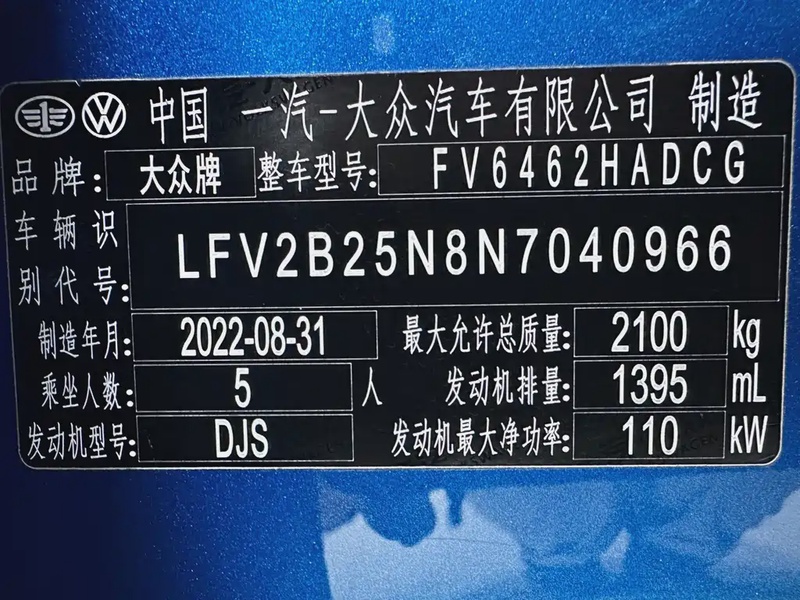 中国 一汽-大众汽车有限公司 制造
品牌: 大众牌 整车型号: FV6462HADCG
车辆识别代号: LFV2B25N8N7040966
制造年月: 2022-08-31 最大允许总质量: 2100 kg
乘坐人数: 5 人 发动机排量: 1395 mL
发动机型号: DJS 发动机最大净功率: 110 kW